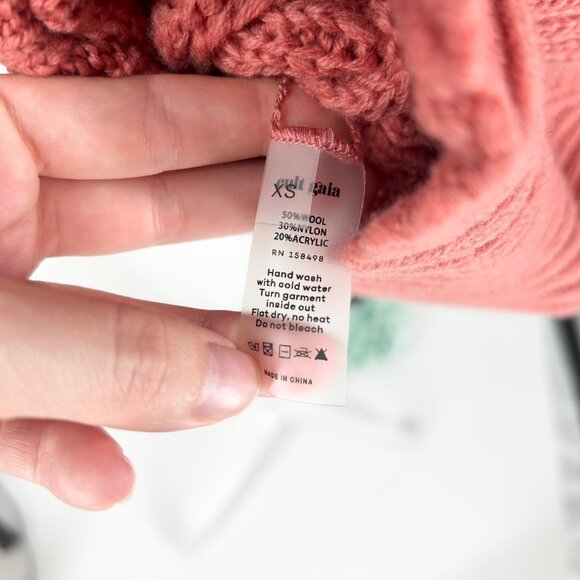 cult gaia
XS
50%WOOL
30%NYLON
20%ACRYLIC
RN 158498
Hand wash
with cold water
Turn garment
inside out
Flat dry, no heat
Do not bleach
MADE IN CHINA